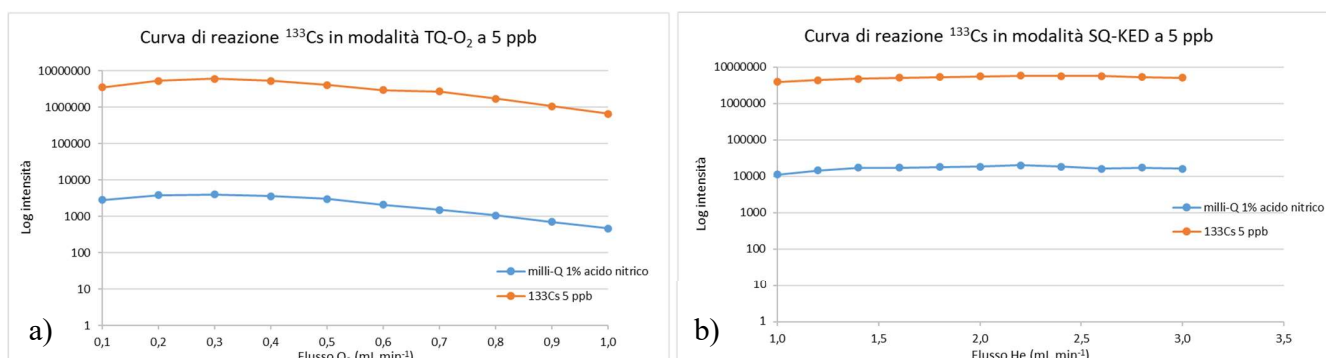 Curva di reazione ¹³³Cs in modalità TQ-O₂ a 5 ppb
10000000
1000000
100000
10000
1000
100
10
1
Log intensità
milli-Q 1% acido nitrico
133Cs 5 ppb
0,1 0,2 0,3 0,4 0,5 0,6 0,7 0,8 0,9 1,0
Flusso O₂ (mL min⁻¹)
a)
Curva di reazione ¹³³Cs in modalità SQ-KED a 5 ppb
10000000
1000000
100000
10000
1000
100
10
1
Log intensità
milli-Q 1% acido nitrico
133Cs 5 ppb
1,0 1,5 2,0 2,5 3,0 3,5
Flusso He (mL min⁻¹)
b)